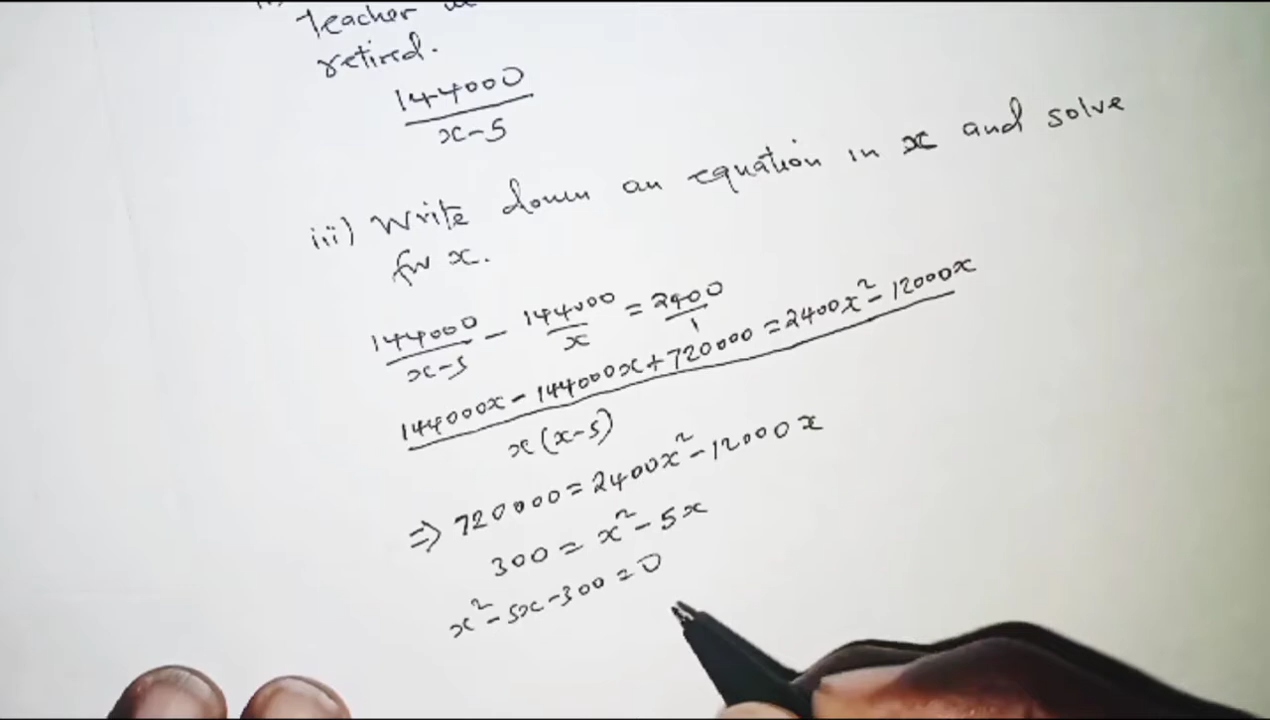 teacher
retired.
144000
x-5
iii) Write down an equation in x and solve
for x.
144000/x-5 - 144000/x = 2400/1
144000x - 144000x + 720000 = 2400x² - 12000x
x(x-5)
⇒ 720000 = 2400x² - 12000x
300 = x² - 5x
x² - 5x - 300 = 0